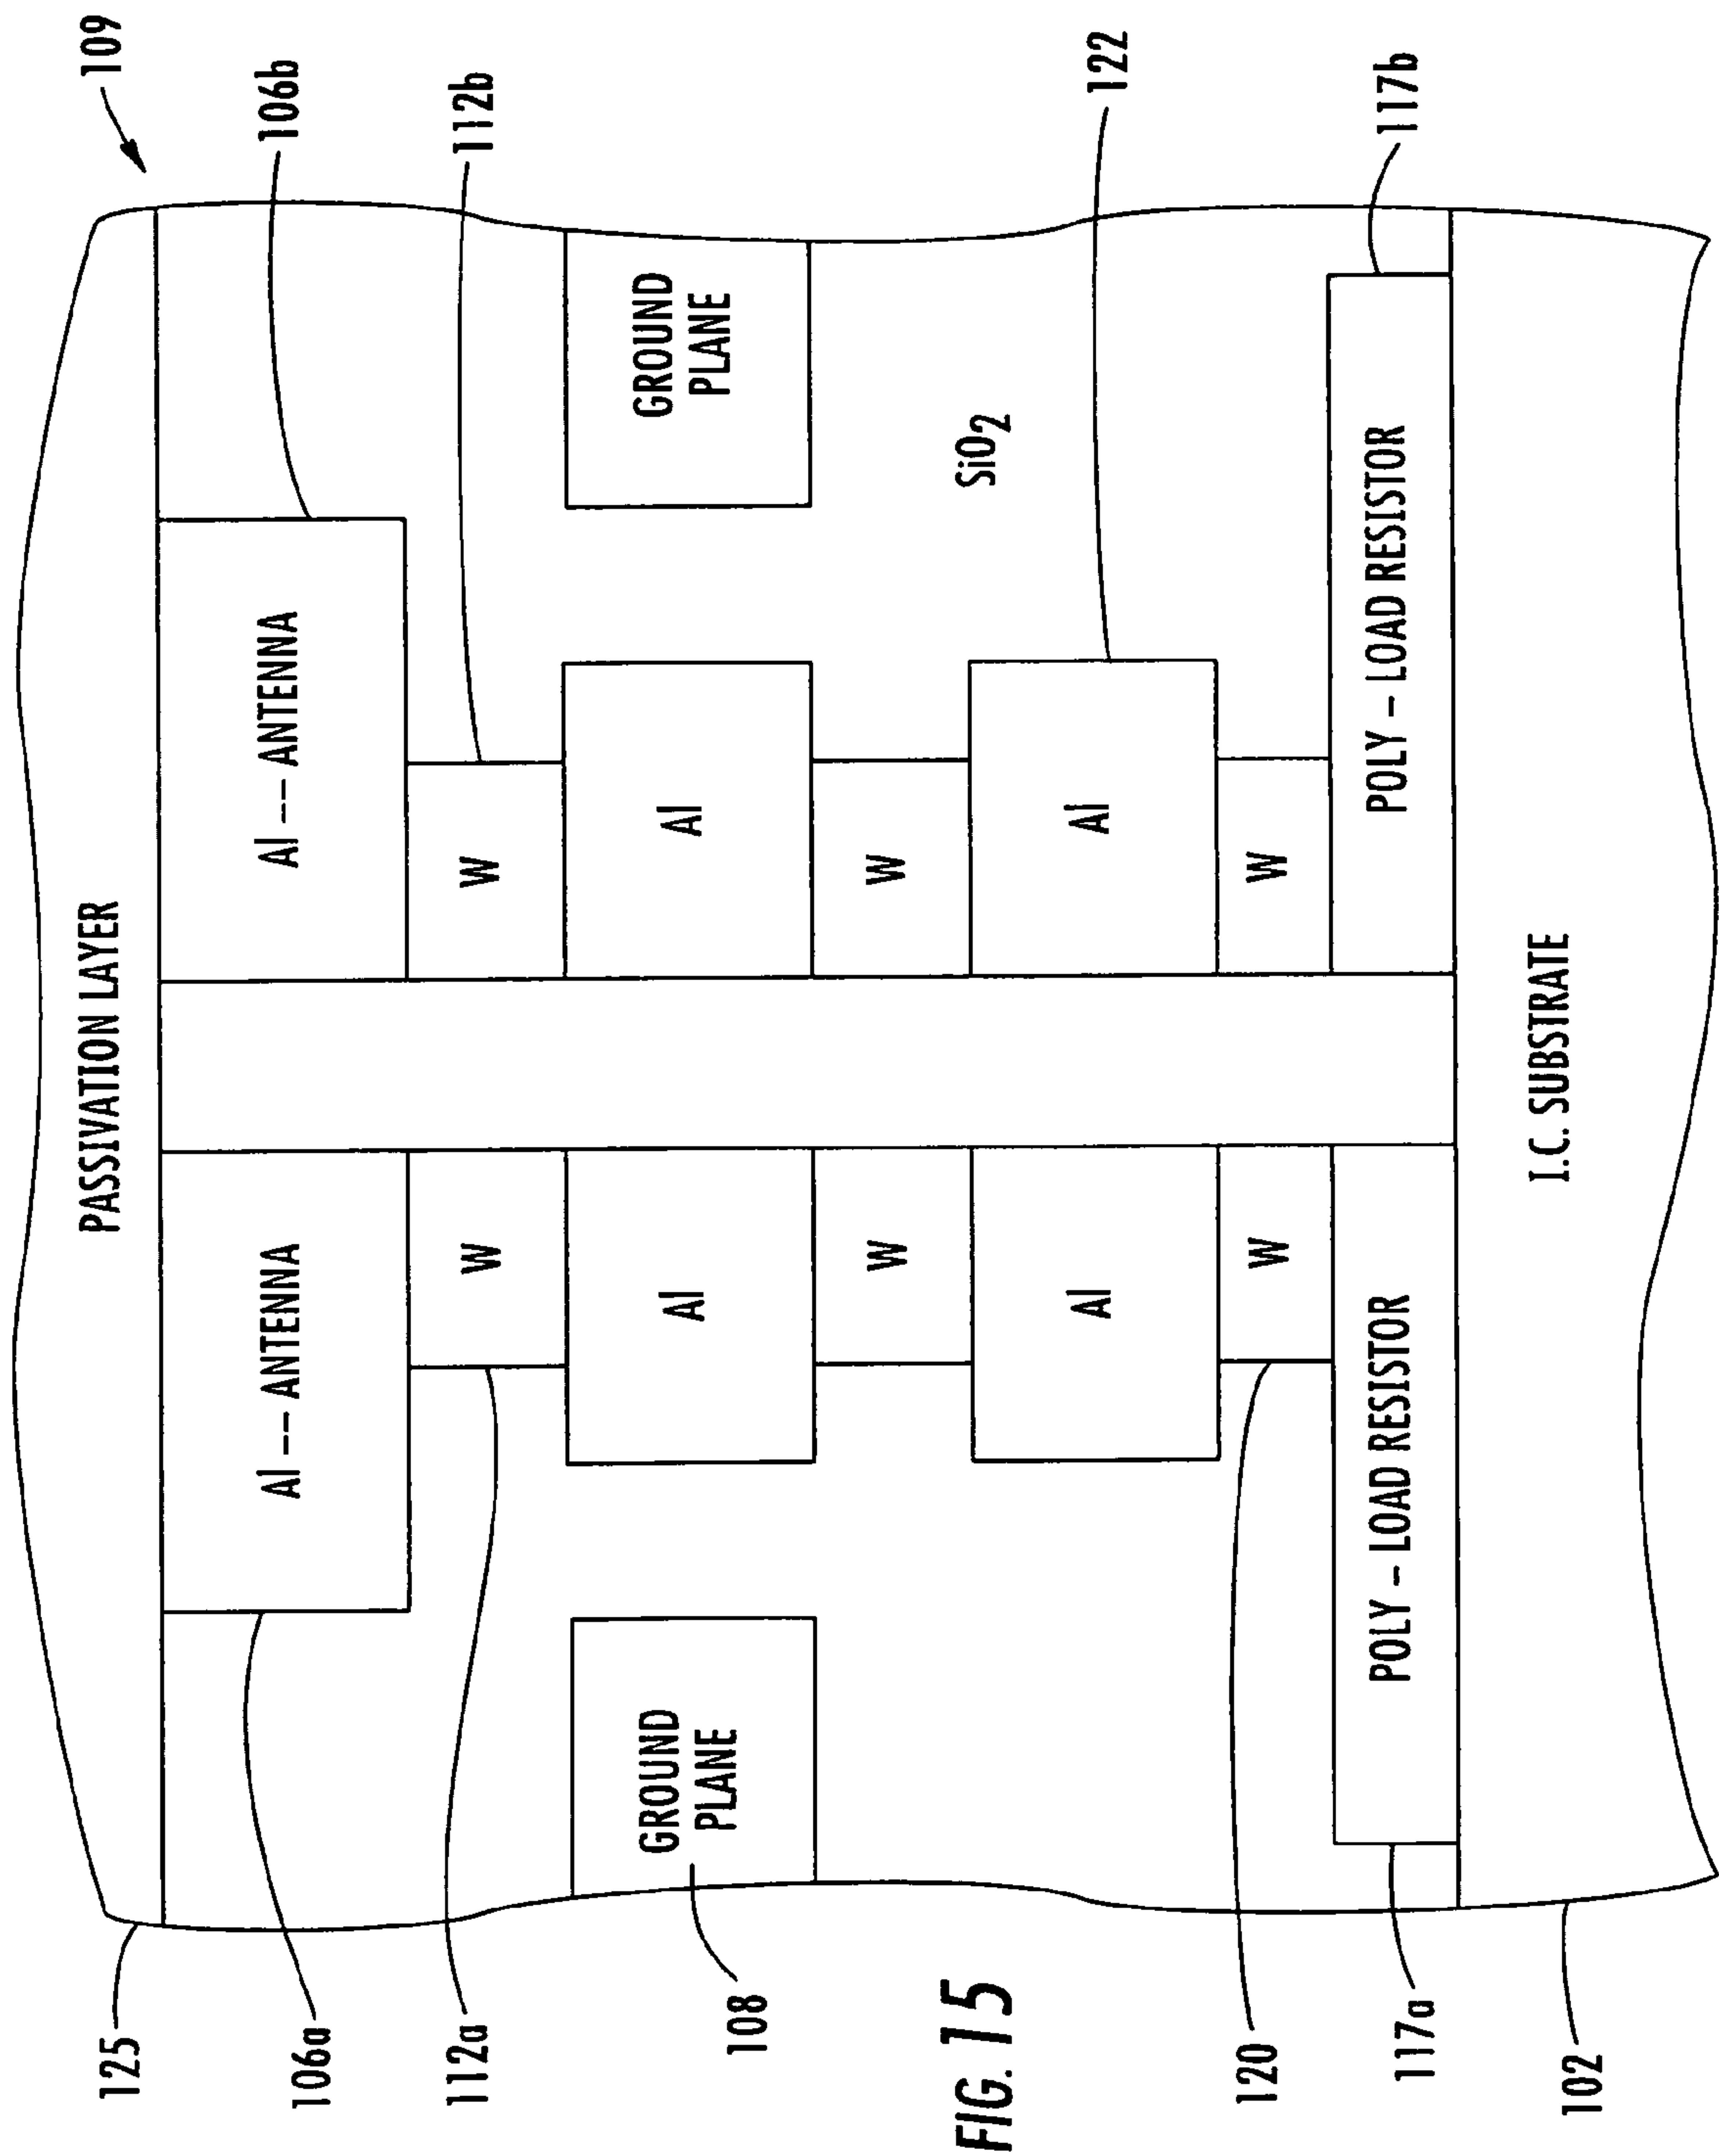 109
125
PASSIVATION LAYER
106a
Al -- ANTENNA
Al -- ANTENNA
106b
112a
W
W
112b
108
GROUND
PLANE
Al
Al
GROUND
PLANE
W
W
SiO2
Al
Al
122
120
W
W
117a
POLY – LOAD RESISTOR
POLY – LOAD RESISTOR
117b
102
I.C. SUBSTRATE
FIG. 15